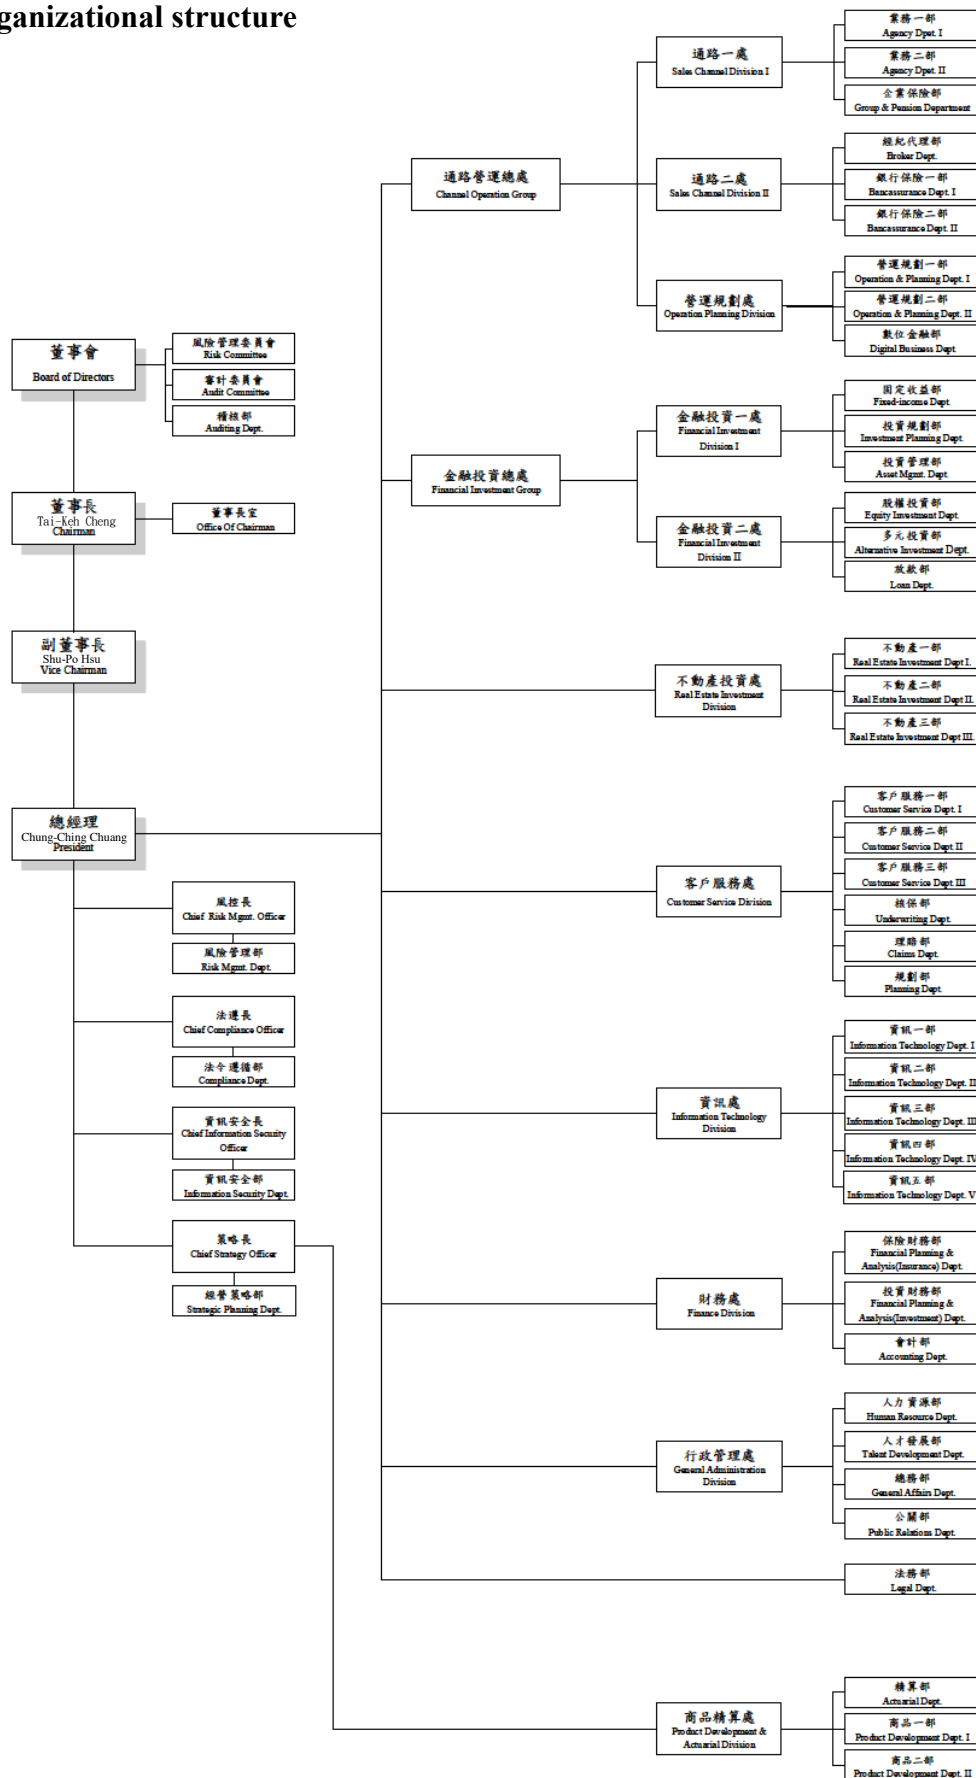 ganizational structure
董事會
Board of Directors
風險管理委員會
Risk Committee
審計委員會
Audit Committee
稽核部
Auditing Dept.
董事長
Tai-Keh Cheng
Chairman
董事長室
Office Of Chairman
副董事長
Shu-Po Hsu
Vice Chairman
總經理
Chung-Ching Chuang
President
風控長
Chief Risk Mgmt. Officer
風險管理部
Risk Mgmt. Dept.
法遵長
Chief Compliance Officer
法令遵循部
Compliance Dept.
資訊安全長
Chief Information Security
Officer
資訊安全部
Information Security Dept.
策略長
Chief Strategy Officer
經營策略部
Strategic Planning Dept.
通路營運總處
Channel Operation Group
通路一處
Sales Channel Division I
業務一部
Agency Dpet. I
業務二部
Agency Dpet. II
企業保險部
Group & Pension Department
通路二處
Sales Channel Division II
經紀代理部
Broker Dept.
銀行保險一部
Bancassurance Dept. I
銀行保險二部
Bancassurance Dept. II
營運規劃處
Operation Planning Division
營運規劃一部
Operation & Planning Dept. I
營運規劃二部
Operation & Planning Dept. II
數位金融部
Digital Business Dept.
金融投資總處
Financial Investment Group
金融投資一處
Financial Investment
Division I
固定收益部
Fixed-income Dept.
投資規劃部
Investment Planning Dept.
投資管理部
Asset Mgmt. Dept.
金融投資二處
Financial Investment
Division II
股權投資部
Equity Investment Dept.
多元投資部
Alternative Investment Dept.
放款部
Loan Dept.
不動產投資處
Real Estate Investment
Division
不動產一部
Real Estate Investment Dept I.
不動產二部
Real Estate Investment Dept II.
不動產三部
Real Estate Investment Dept III.
客戶服務處
Customer Service Division
客戶服務一部
Customer Service Dept. I
客戶服務二部
Customer Service Dept. II
客戶服務三部
Customer Service Dept. III
核保部
Underwriting Dept.
理賠部
Claims Dept.
規劃部
Planning Dept.
資訊處
Information Technology
Division
資訊一部
Information Technology Dept. I
資訊二部
Information Technology Dept. II
資訊三部
Information Technology Dept. III
資訊四部
Information Technology Dept. IV
資訊五部
Information Technology Dept. V
財務處
Finance Division
保險財務部
Financial Planning &
Analysis(Insurance) Dept.
投資財務部
Financial Planning &
Analysis(Investment) Dept.
會計部
Accounting Dept.
行政管理處
General Administration
Division
人力資源部
Human Resource Dept.
人才發展部
Talent Development Dept.
總務部
General Affairs Dept.
公關部
Public Relations Dept.
法務部
Legal Dept.
商品精算處
Product Development &
Actuarial Division
精算部
Actuarial Dept.
商品一部
Product Development Dept. I
商品二部
Product Development Dept. II